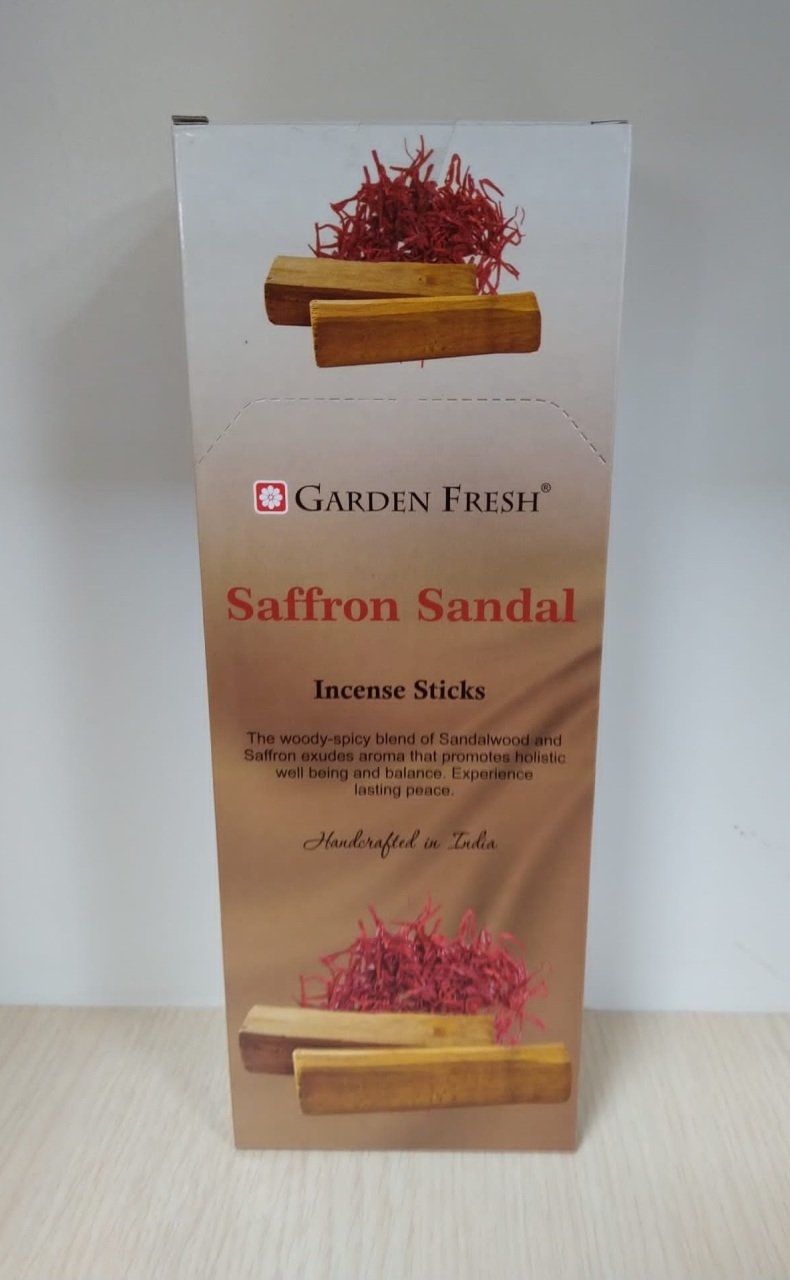 GARDEN FRESH®
Saffron Sandal
Incense Sticks
The woody-spicy blend of Sandalwood and
Saffron exudes aroma that promotes holistic
well being and balance. Experience
lasting peace.
Handcrafted in India